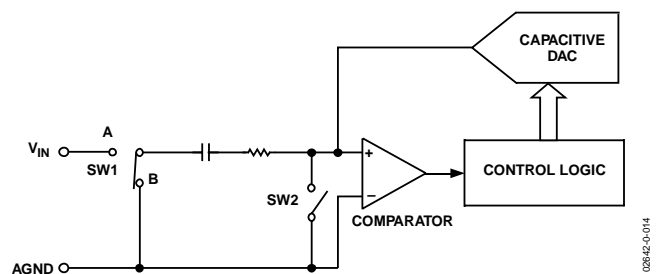 CAPACITIVE
DAC
A
VIN
SW1
B
+
–
SW2
COMPARATOR
CONTROL LOGIC
AGND
02642-0-014